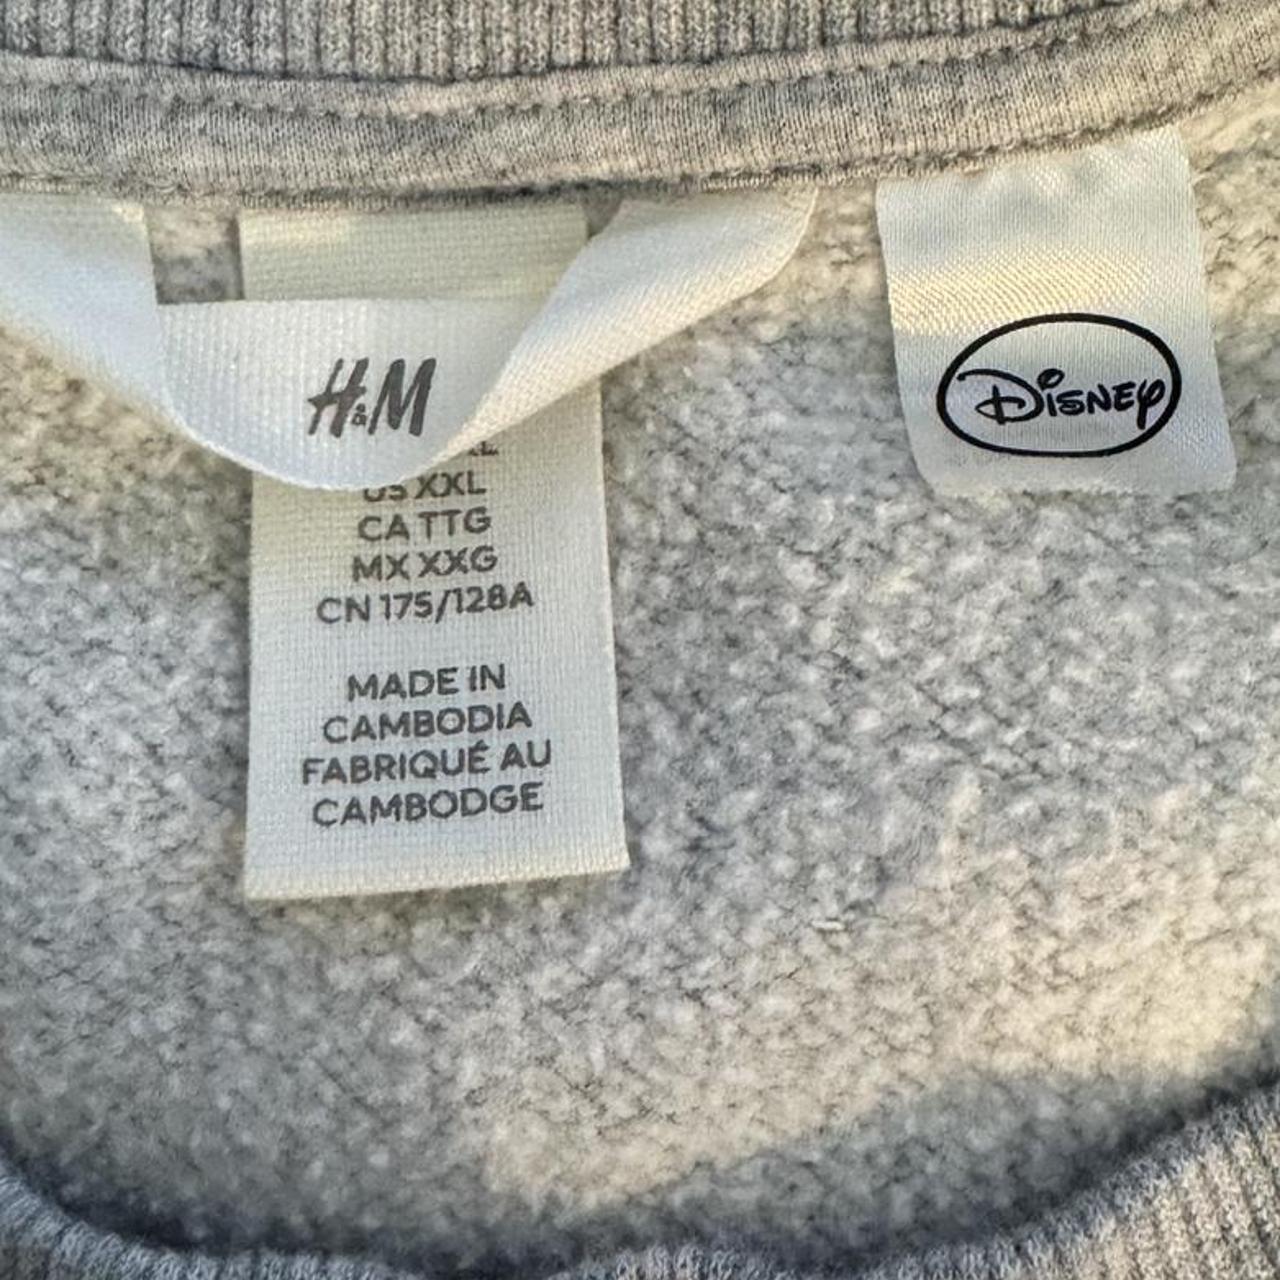 H&M
US XXL
CA TTG
MX XXG
CN 175/128A
MADE IN
CAMBODIA
FABRIQUÉ AU
CAMBODGE
Disney